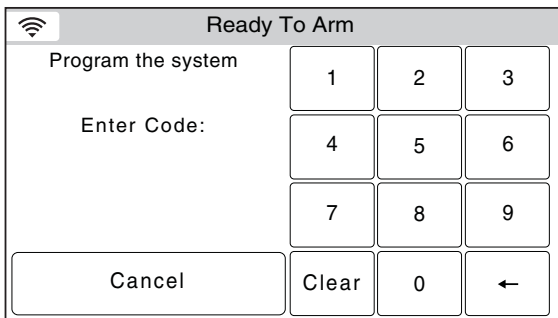 Ready To Arm
Program the system
Enter Code:
1 2 3
4 5 6
7 8 9
Cancel Clear 0 ←